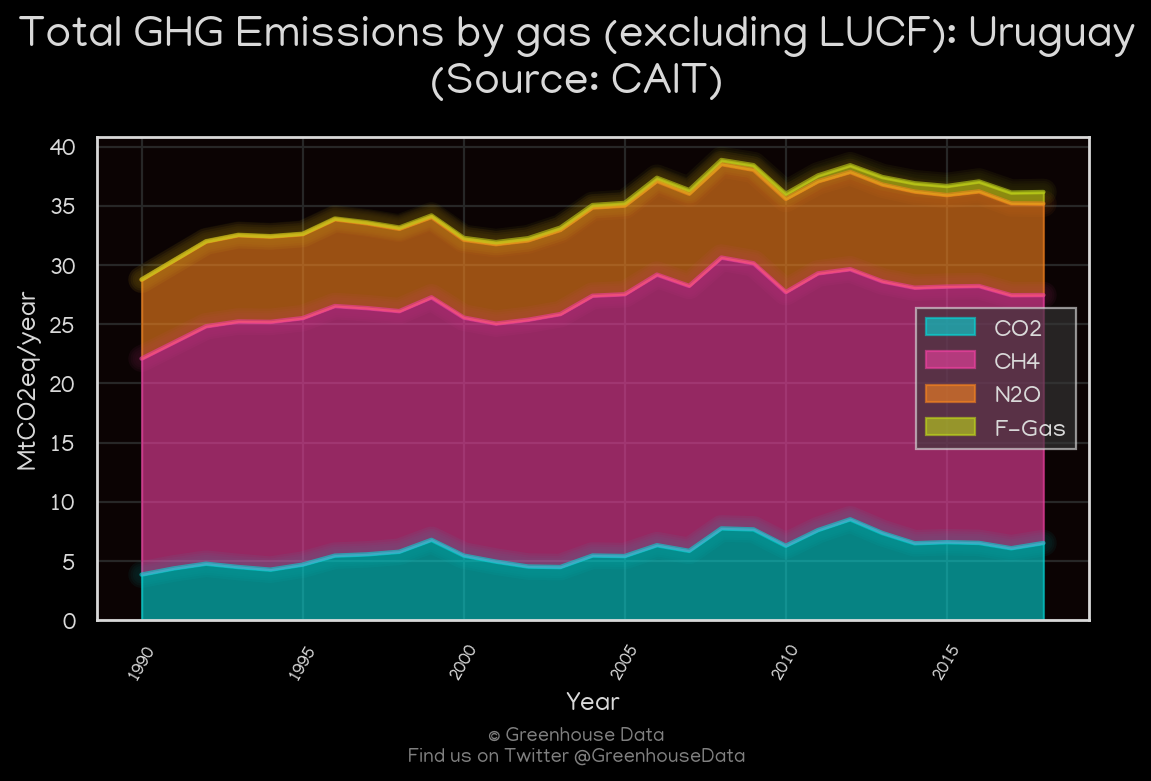 Total GHG Emissions by gas (excluding LUCF): Uruguay
(Source: CAIT)
40
35
30
25
20
15
10
5
0
MtCO2eq/year
CO2
CH4
N2O
F-Gas
1990
1995
2000
2005
2010
2015
Year
© Greenhouse Data
Find us on Twitter @GreenhouseData